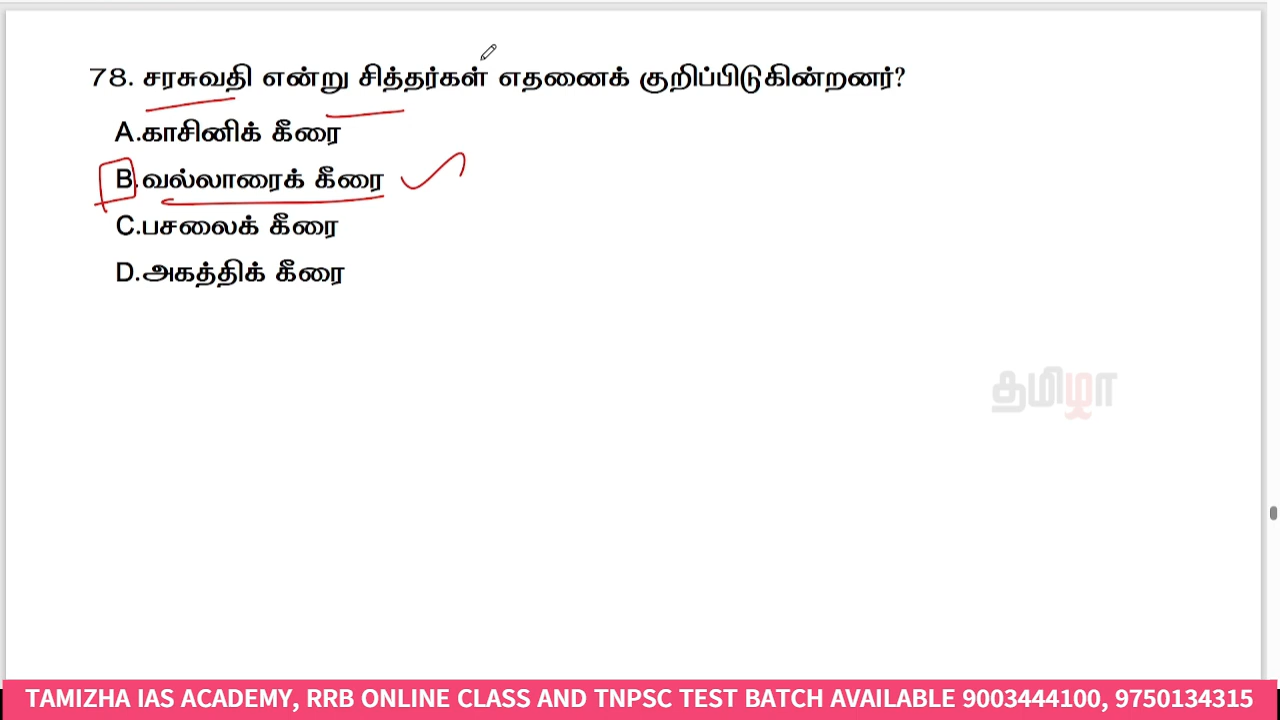 78. சரசுவதி என்று சித்தர்கள் எதனைக் குறிப்பிடுகின்றனர்?
A.காசினிக் கீரை
B.வல்லாரைக் கீரை
C.பசலைக் கீரை
D.அகத்திக் கீரை
தமிழா
TAMIZHA IAS ACADEMY, RRB ONLINE CLASS AND TNPSC TEST BATCH AVAILABLE 9003444100, 9750134315